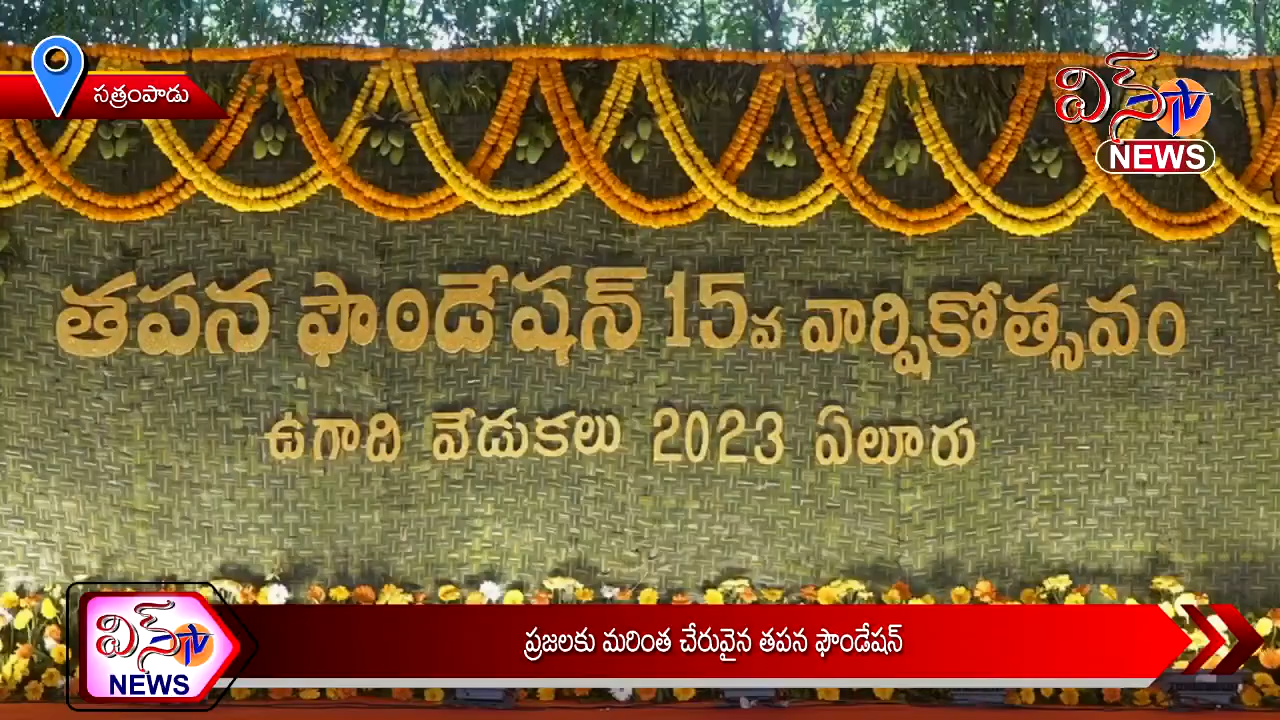 సత్రంపాడు
విన్ TV
NEWS
తపన ఫౌండేషన్ 15వ వార్షికోత్సవం
ఉగాది వేడుకలు 2023 ఏలూరు
ప్రజలకు మరింత చేరువైన తపన ఫౌండేషన్
విన్ TV
NEWS